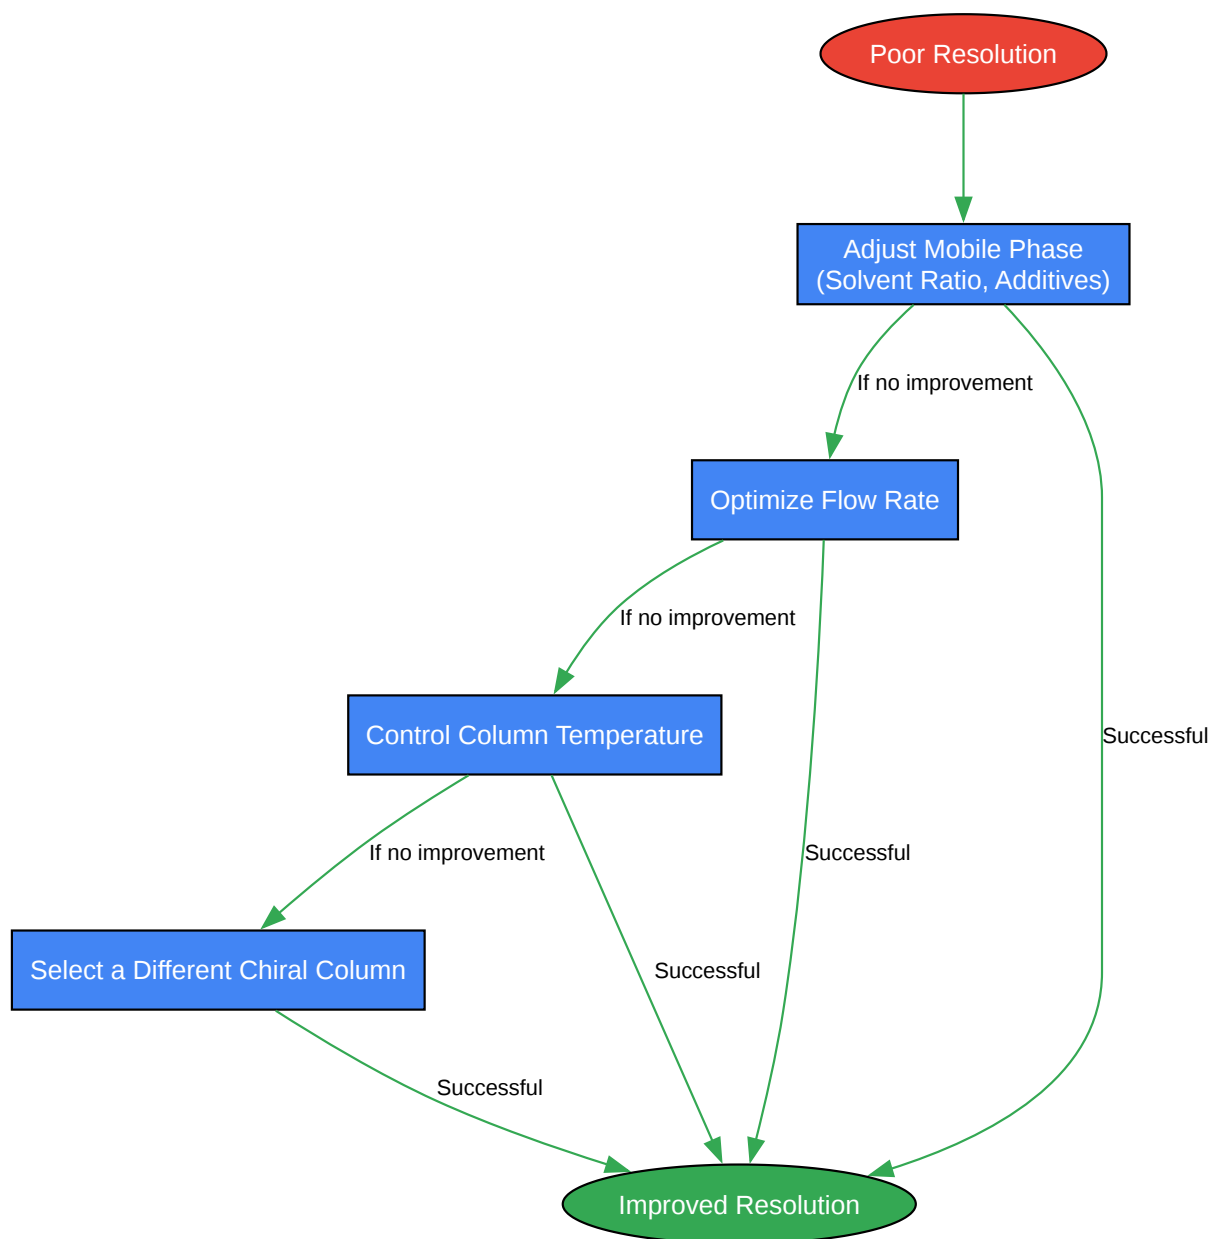 Poor Resolution
Adjust Mobile Phase
(Solvent Ratio, Additives)
If no improvement
Optimize Flow Rate
If no improvement
Control Column Temperature
Successful
If no improvement
Successful
Select a Different Chiral Column
Successful
Successful
Improved Resolution